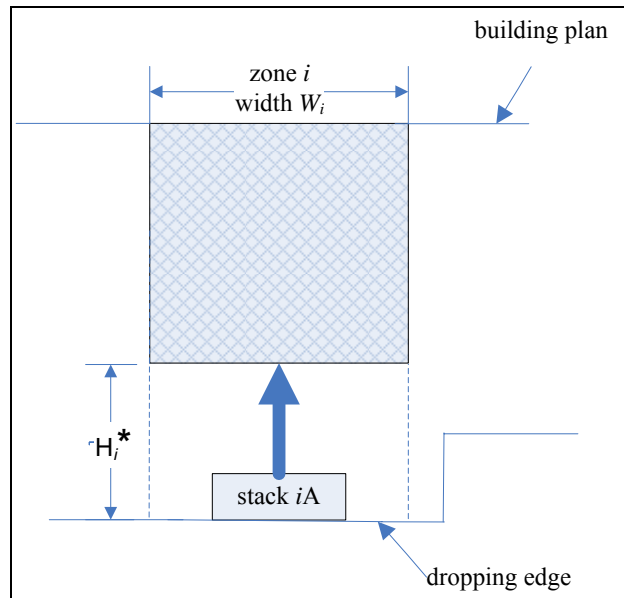 building plan
zone i
width Wi
Hi*
stack iA
dropping edge